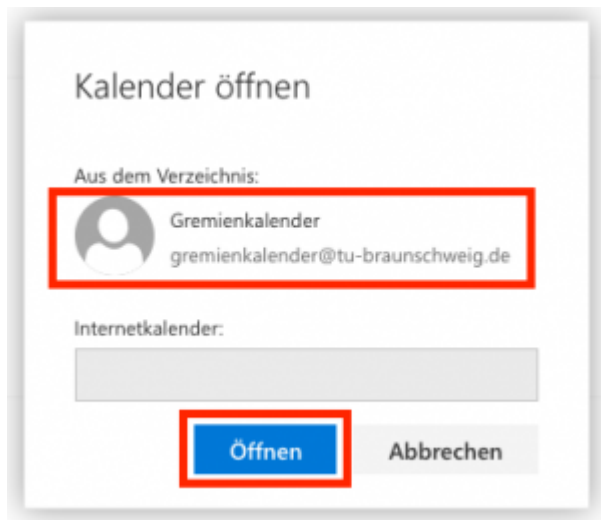 Kalender öffnen
Aus dem Verzeichnis:
Gremienkalender
gremienkalender@tu-braunschweig.de
Internetkalender:
Öffnen Abbrechen